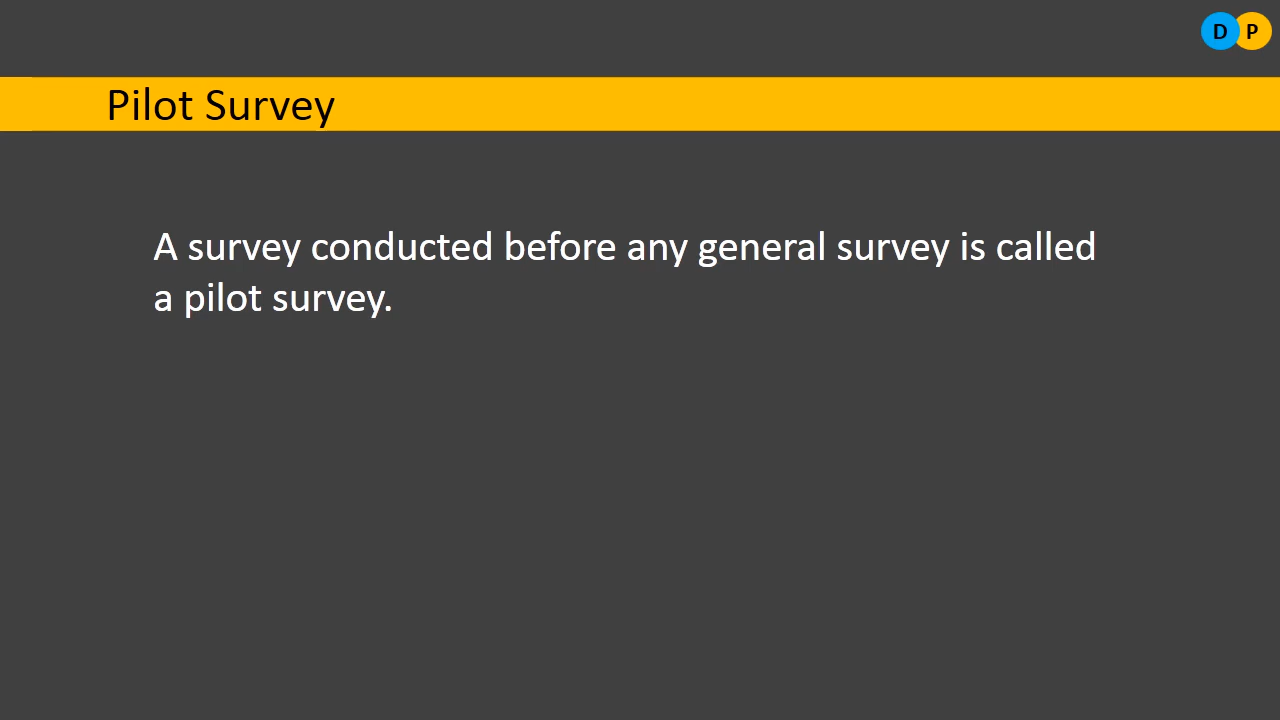 D P
Pilot Survey
A survey conducted before any general survey is called
a pilot survey.